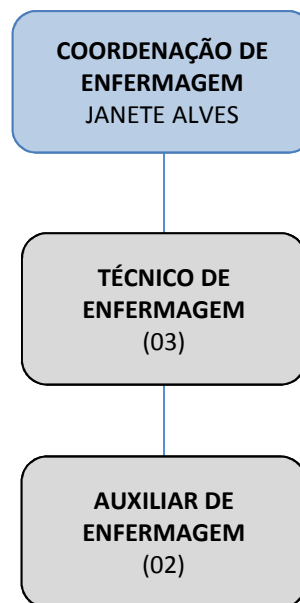 COORDENAÇÃO DE
ENFERMAGEM
JANETE ALVES
TÉCNICO DE
ENFERMAGEM
(03)
AUXILIAR DE
ENFERMAGEM
(02)